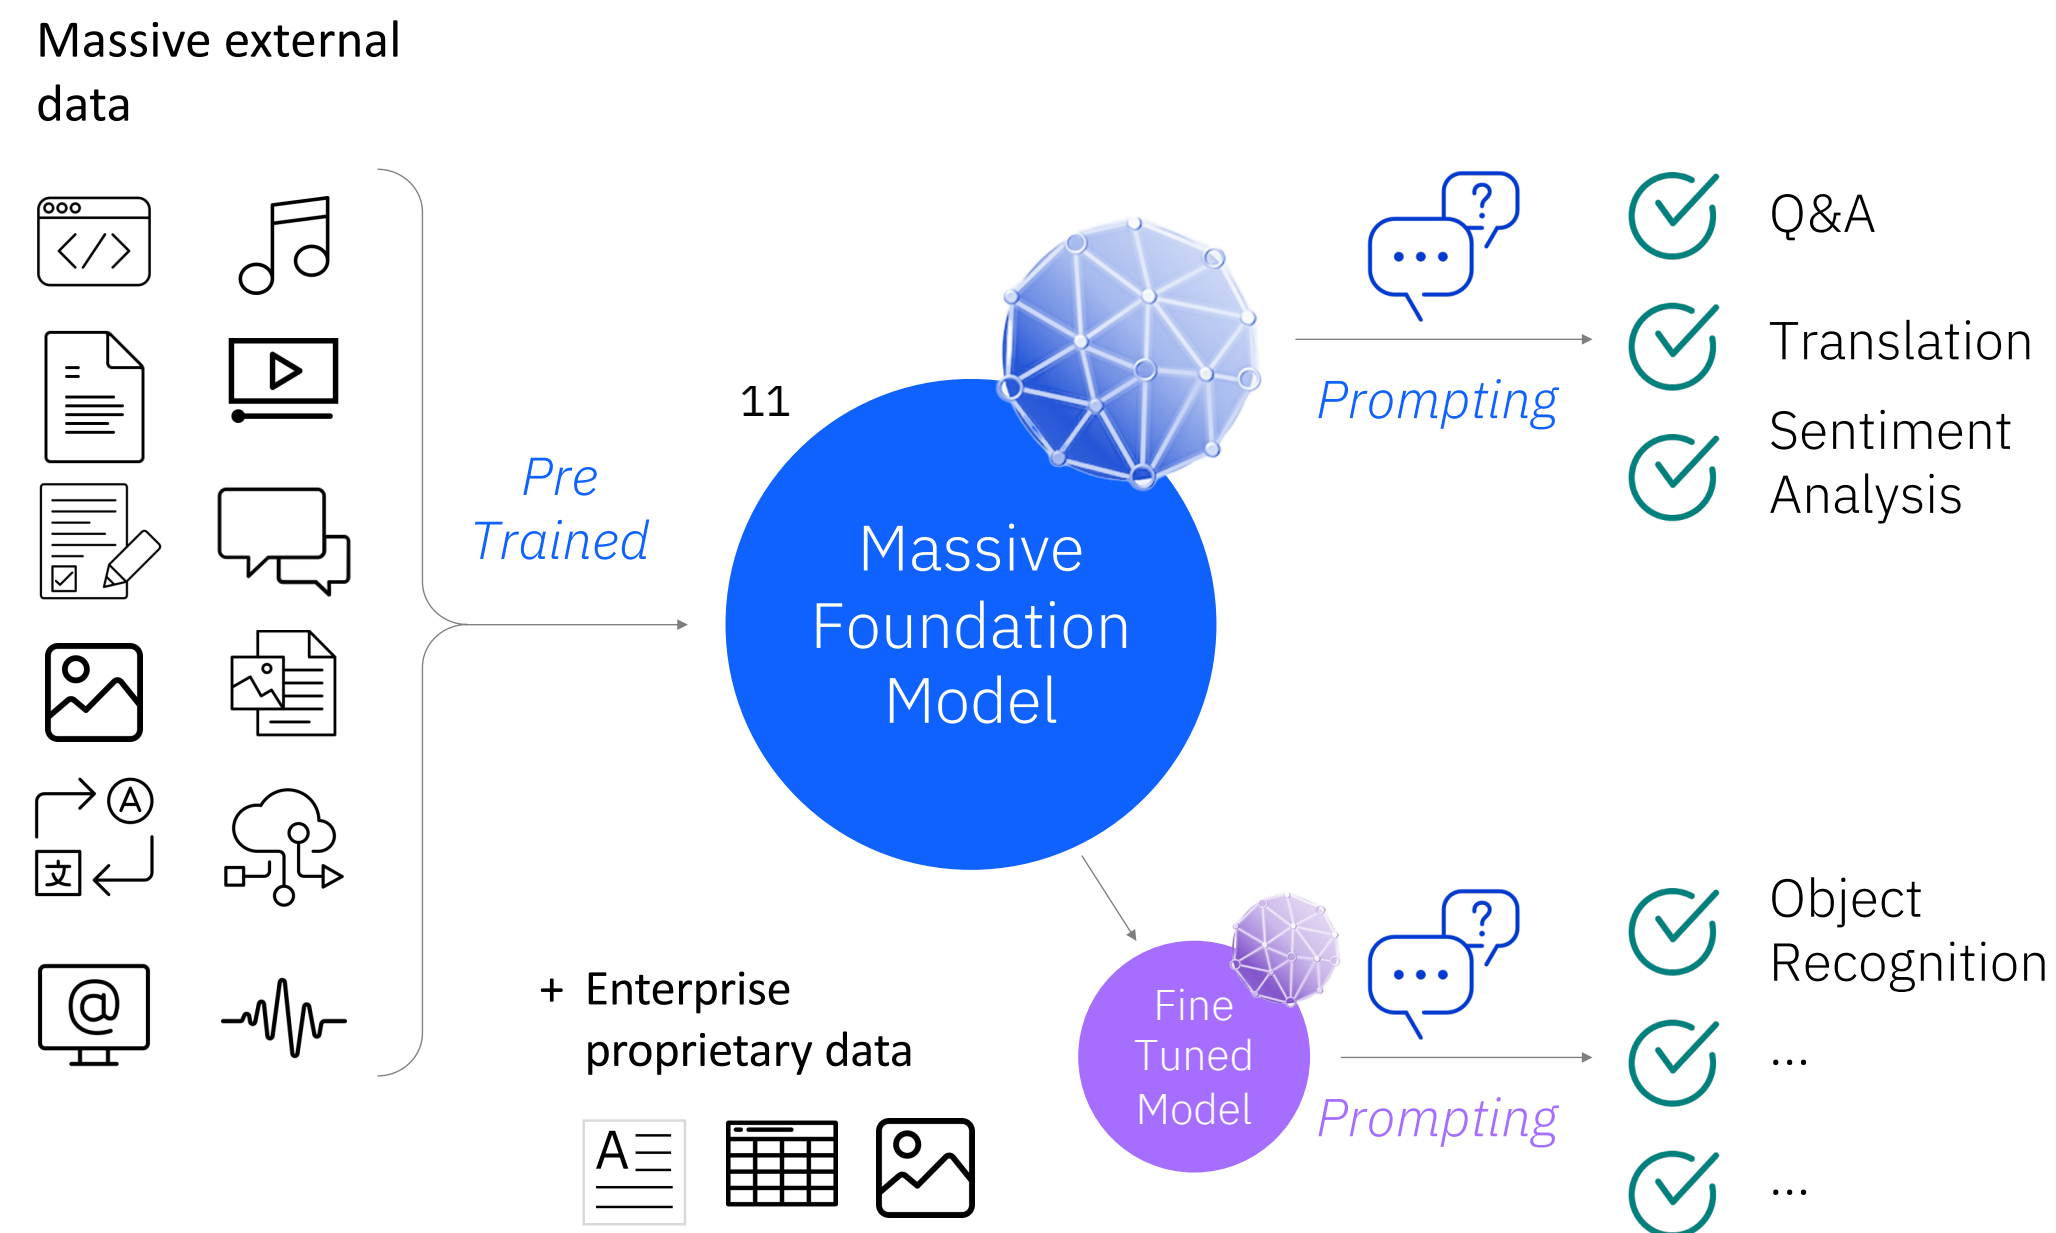 Massive external
data
</>
@
A
文
Pre
Trained
11
Massive
Foundation
Model
?
Prompting
Q&A
Translation
Sentiment
Analysis
+ Enterprise
proprietary data
A
Fine
Tuned
Model
?
Prompting
Object
Recognition
...
...